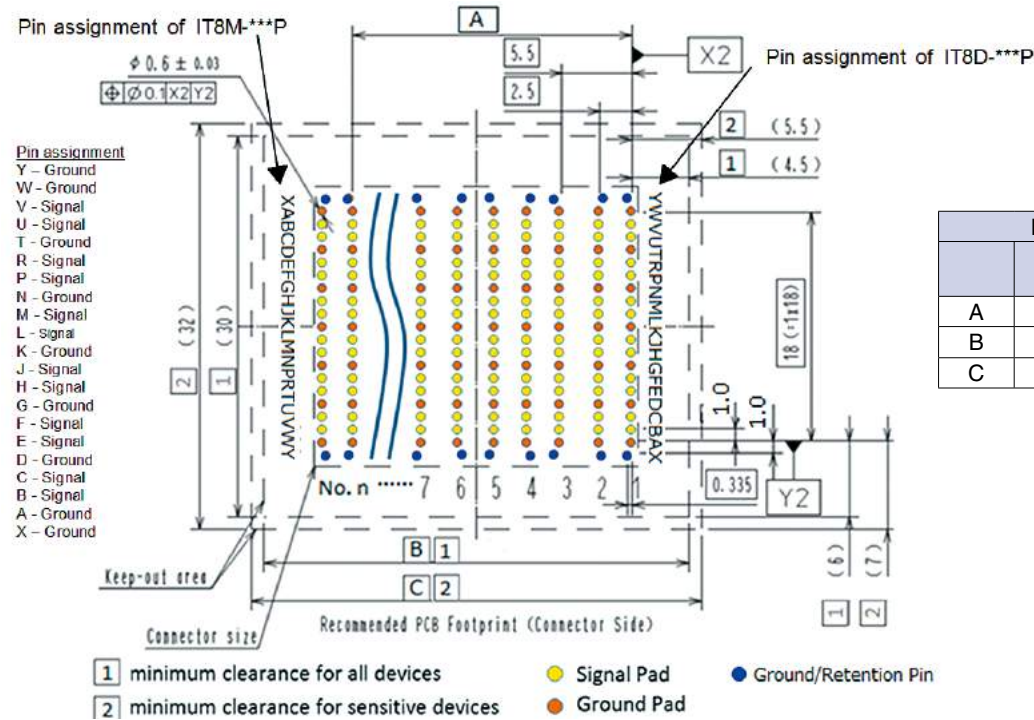 Pin assignment of IT8M-***P
A
5.5
X2
Pin assignment of IT8D-***P
Φ 0.6 ± 0.03
2.5
⌖ Ø 0.1 X2 Y2
2 (5.5)
1 (4.5)
Pin assignment
Y – Ground
W - Ground
V - Signal
U - Signal
T - Ground
R - Signal
P - Signal
N - Ground
M - Signal
L - Signal
K - Ground
J - Signal
H - Signal
G - Ground
F - Signal
E - Signal
D - Ground
C - Signal
B - Signal
A - Ground
X – Ground
2 (32)
1 (30)
XABCDEFGHJKLMNPRTUVWY
YWVUTRPNMLKJHGFEDCBAX
18 (=1x18)
1.0
1.0
A
B
C
No. n ...... 7 6 5 4 3 2 1
0.335
Y2
1 (6)
2 (7)
B 1
C 2
Keep-out area
Connector size
Recommended PCB Footprint (Connector Side)
1 minimum clearance for all devices
Signal Pad
Ground/Retention Pin
2 minimum clearance for sensitive devices
Ground Pad